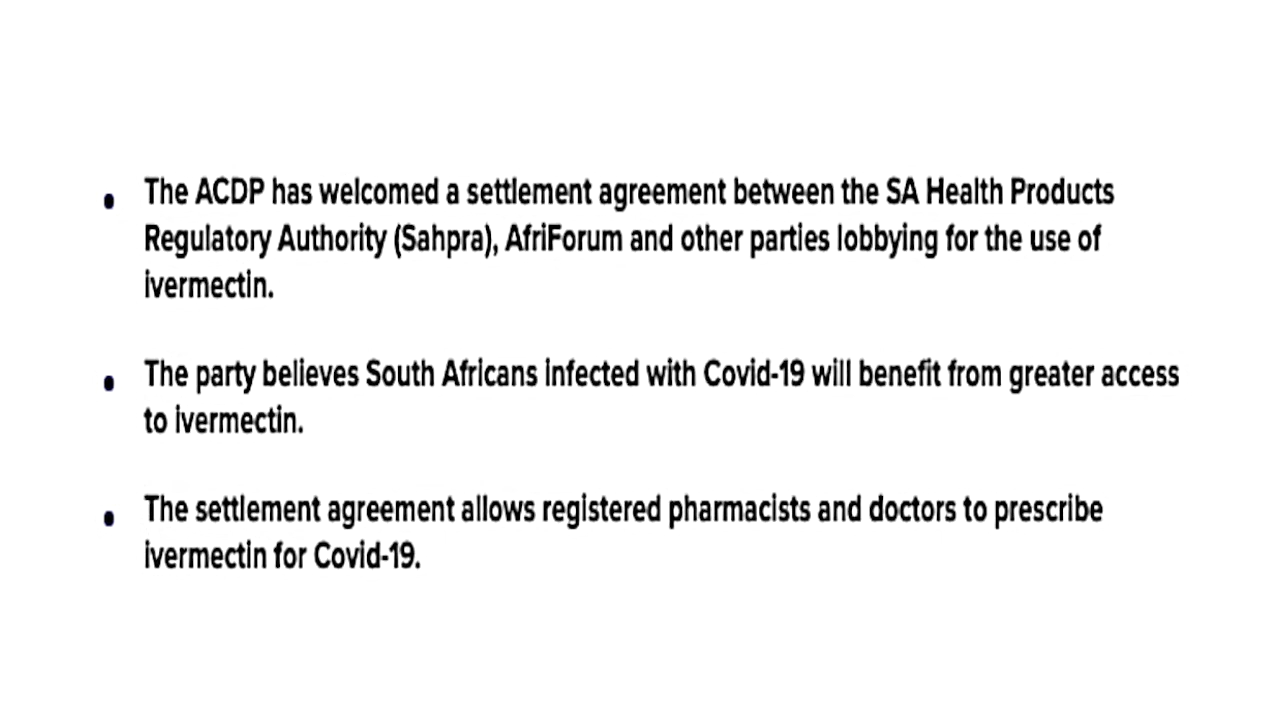 • The ACDP has welcomed a settlement agreement between the SA Health Products
Regulatory Authority (Sahpra), AfriForum and other parties lobbying for the use of
ivermectin.
• The party believes South Africans infected with Covid-19 will benefit from greater access
to ivermectin.
• The settlement agreement allows registered pharmacists and doctors to prescribe
ivermectin for Covid-19.